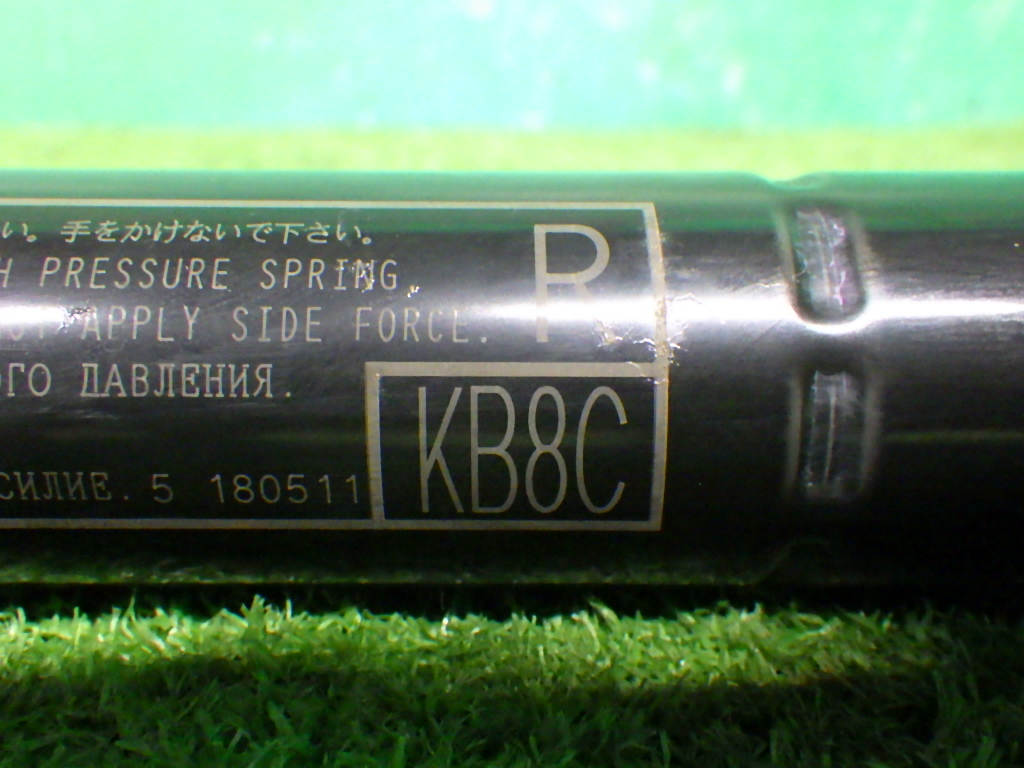 い。手をかけないで下さい。
H PRESSURE SPRING.
APPLY SIDE FORCE.
R
ОГО ДАВЛЕНИЯ.
СИЛИЕ. 5 180511
KB8C